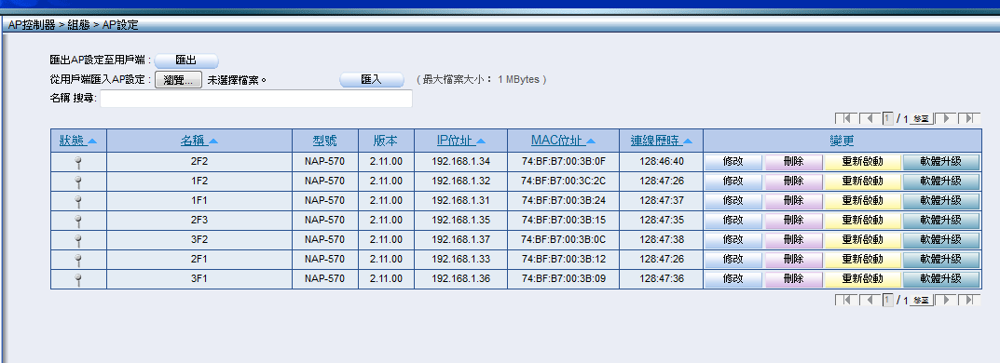 AP控制器 > 組態 > AP設定
匯出AP設定至用戶端 : 匯出
從用戶端匯入AP設定 : 瀏覽... 未選擇檔案。 匯入 ( 最大檔案大小： 1 MBytes )
名稱 搜尋:
1 / 1 移至
狀態 名稱 型號 版本 IP位址 MAC位址 連線歷時 變更
2F2 NAP-570 2.11.00 192.168.1.34 74:BF:B7:00:3B:0F 128:46:40 修改 刪除 重新啟動 軟體升級
1F2 NAP-570 2.11.00 192.168.1.32 74:BF:B7:00:3C:2C 128:47:26 修改 刪除 重新啟動 軟體升級
1F1 NAP-570 2.11.00 192.168.1.31 74:BF:B7:00:3B:24 128:47:37 修改 刪除 重新啟動 軟體升級
2F3 NAP-570 2.11.00 192.168.1.35 74:BF:B7:00:3B:15 128:47:35 修改 刪除 重新啟動 軟體升級
3F2 NAP-570 2.11.00 192.168.1.37 74:BF:B7:00:3B:0C 128:47:38 修改 刪除 重新啟動 軟體升級
2F1 NAP-570 2.11.00 192.168.1.33 74:BF:B7:00:3B:12 128:47:26 修改 刪除 重新啟動 軟體升級
3F1 NAP-570 2.11.00 192.168.1.36 74:BF:B7:00:3B:09 128:47:36 修改 刪除 重新啟動 軟體升級
1 / 1 移至